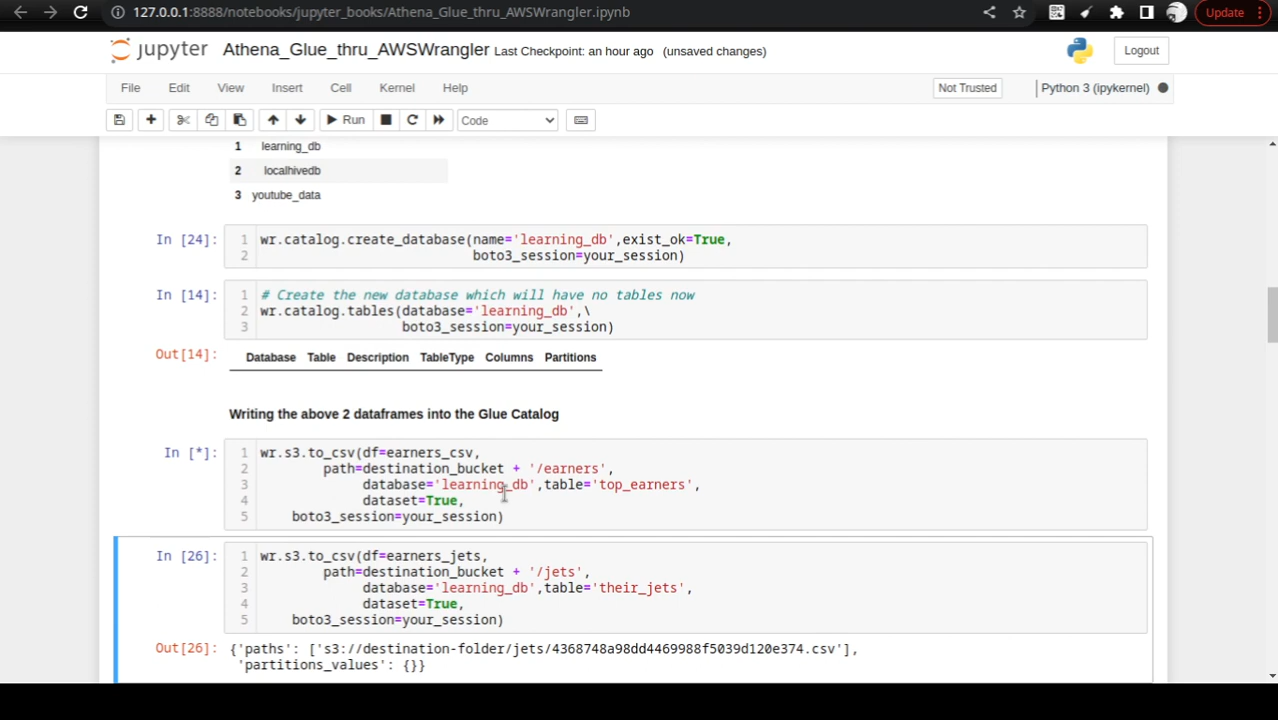 127.0.0.1:8888/notebooks/jupyter_books/Athena_Glue_thru_AWSWrangler.ipynb
Update
jupyter Athena_Glue_thru_AWSWrangler Last Checkpoint: an hour ago (unsaved changes)
Logout
File Edit View Insert Cell Kernel Help
Not Trusted
Python 3 (ipykernel)
Run
Code
1 learning_db
2 localhivedb
3 youtube_data
In [24]:
1 wr.catalog.create_database(name='learning_db',exist_ok=True,
2 boto3_session=your_session)
In [14]:
1 # Create the new database which will have no tables now
2 wr.catalog.tables(database='learning_db',\
3 boto3_session=your_session)
Out[14]:
Database Table Description TableType Columns Partitions
Writing the above 2 dataframes into the Glue Catalog
In [*]:
1 wr.s3.to_csv(df=earners_csv,
2 path=destination_bucket + '/earners',
3 database='learning_db',table='top_earners',
4 dataset=True,
5 boto3_session=your_session)
In [26]:
1 wr.s3.to_csv(df=earners_jets,
2 path=destination_bucket + '/jets',
3 database='learning_db',table='their_jets',
4 dataset=True,
5 boto3_session=your_session)
Out[26]:
{'paths': ['s3://destination-folder/jets/4368748a98dd4469988f5039d120e374.csv'],
'partitions_values': {}}